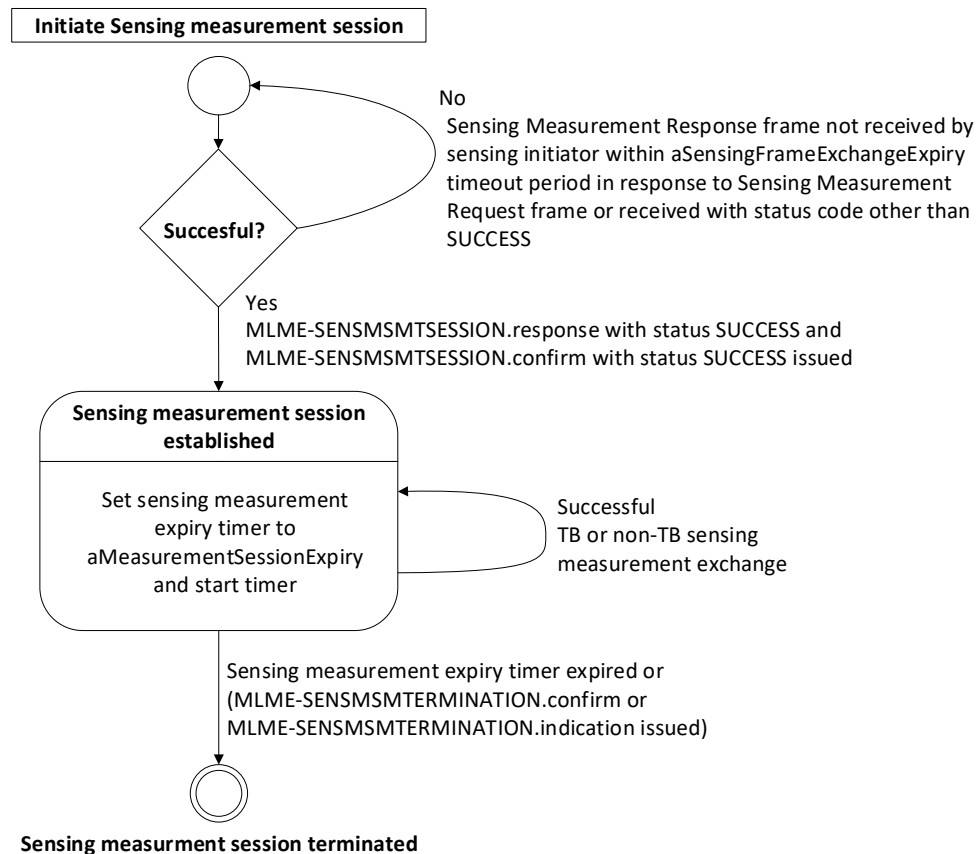 Initiate Sensing measurement session
No
Sensing Measurement Response frame not received by
sensing initiator within aSensingFrameExchangeExpiry
timeout period in response to Sensing Measurement
Request frame or received with status code other than
SUCCESS
Succesful?
Yes
MLME-SENSMSMTSESSION.response with status SUCCESS and
MLME-SENSMSMTSESSION.confirm with status SUCCESS issued
Sensing measurement session
established
Set sensing measurement
expiry timer to
aMeasurementSessionExpiry
and start timer
Successful
TB or non-TB sensing
measurement exchange
Sensing measurement expiry timer expired or
(MLME-SENSMSMTERMINATION.confirm or
MLME-SENSMSMTERMINATION.indication issued)
Sensing measurment session terminated